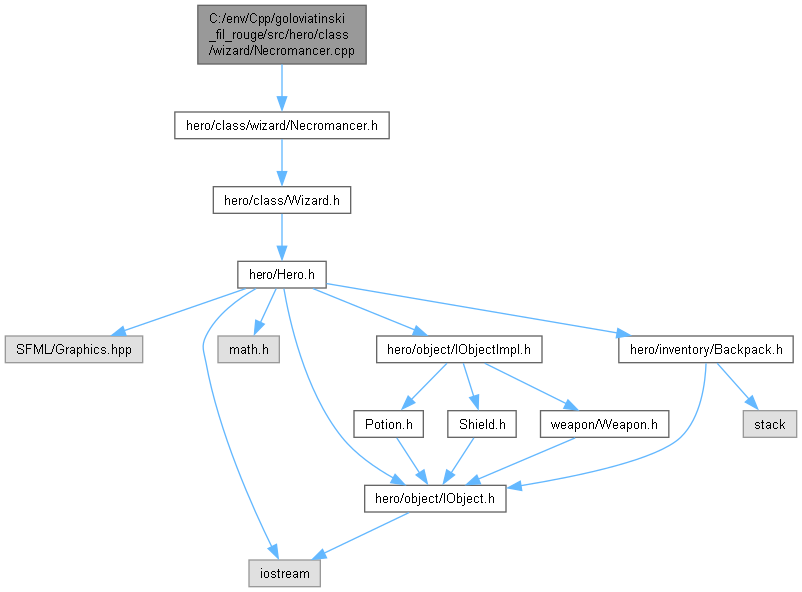 C:/env/Cpp/goloviatinski
_fil_rouge/src/hero/class
/wizard/Necromancer.cpp
hero/class/wizard/Necromancer.h
hero/class/Wizard.h
hero/Hero.h
SFML/Graphics.hpp
math.h
hero/object/IObjectImpl.h
hero/inventory/Backpack.h
Potion.h
Shield.h
weapon/Weapon.h
stack
hero/object/IObject.h
iostream